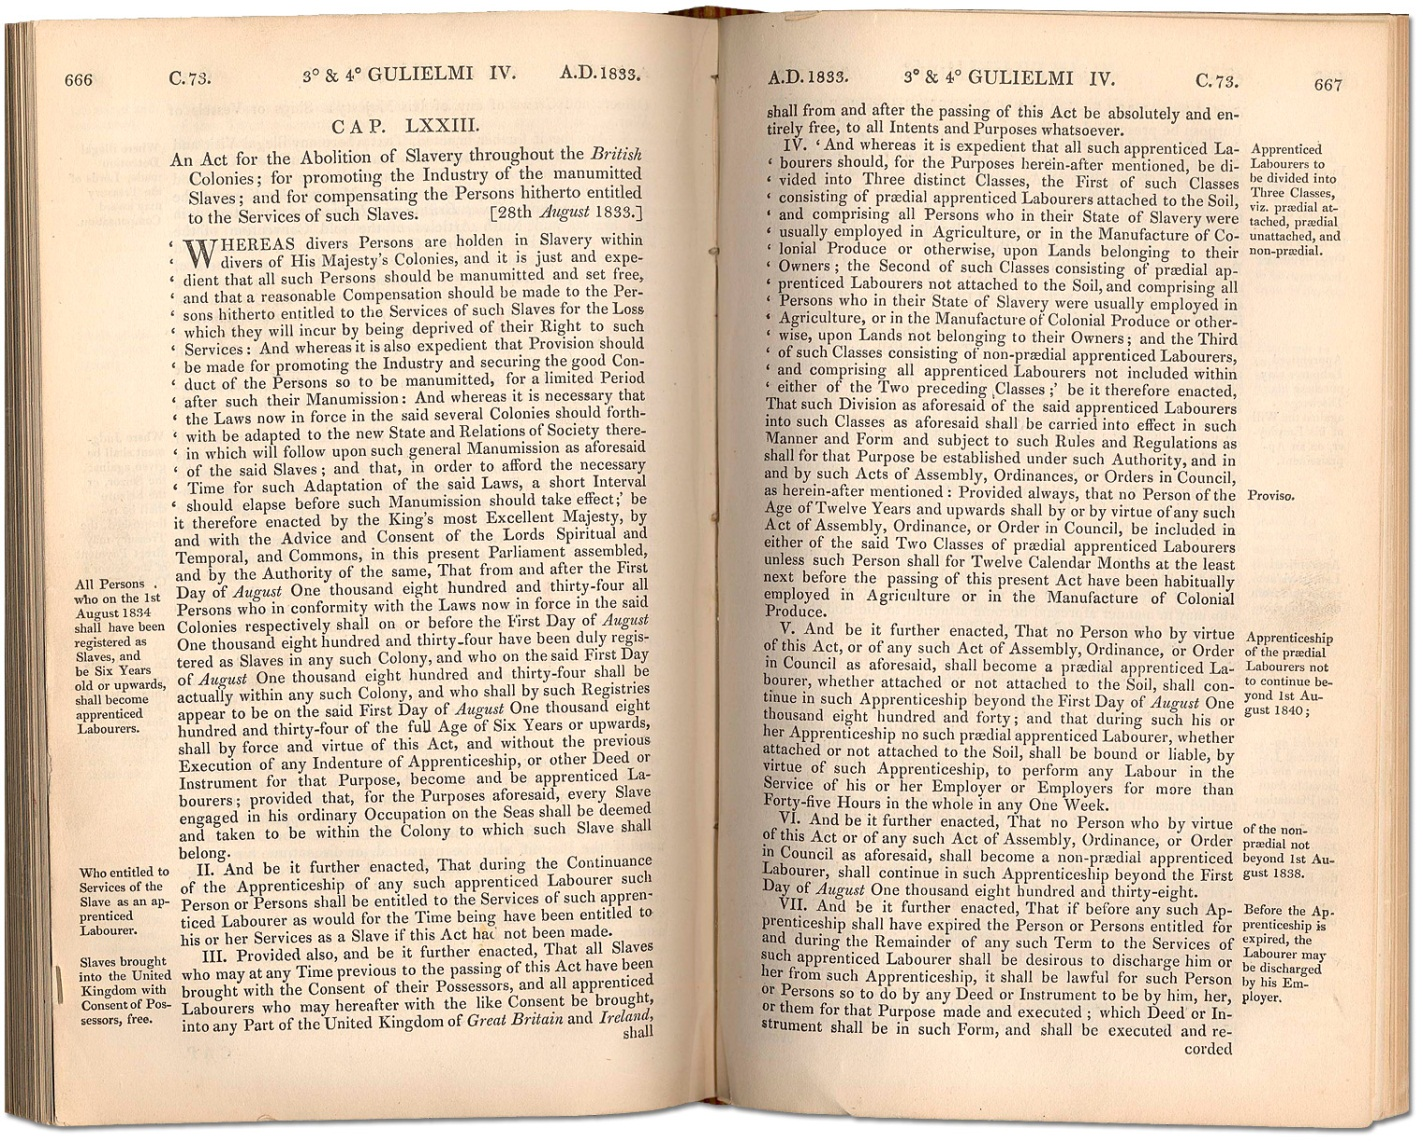 666 C. 73. 3° & 4° GULIELMI IV. A.D. 1833.
CAP. LXXIII.
An Act for the Abolition of Slavery throughout the British
Colonies; for promoting the Industry of the manumitted
Slaves; and for compensating the Persons hitherto entitled
to the Services of such Slaves. [28th August 1833.]
‘ WHEREAS divers Persons are holden in Slavery within
‘ divers of His Majesty's Colonies, and it is just and expe-
‘ dient that all such Persons should be manumitted and set free,
‘ and that a reasonable Compensation should be made to the Per-
‘ sons hitherto entitled to the Services of such Slaves for the Loss
‘ which they will incur by being deprived of their Right to such
‘ Services: And whereas it is also expedient that Provision should
‘ be made for promoting the Industry and securing the good Con-
‘ duct of the Persons so to be manumitted, for a limited Period
‘ after such their Manumission: And whereas it is necessary that
‘ the Laws now in force in the said several Colonies should forth-
‘ with be adapted to the new State and Relations of Society there-
‘ in which will follow upon such general Manumission as aforesaid
‘ of the said Slaves; and that, in order to afford the necessary
‘ Time for such Adaptation of the said Laws, a short Interval
‘ should elapse before such Manumission should take effect;’ be
it therefore enacted by the King's most Excellent Majesty, by
and with the Advice and Consent of the Lords Spiritual and
Temporal, and Commons, in this present Parliament assembled,
and by the Authority of the same, That from and after the First
Day of August One thousand eight hundred and thirty-four all
Persons who in conformity with the Laws now in force in the said
Colonies respectively shall on or before the First Day of August
One thousand eight hundred and thirty-four have been duly regis-
tered as Slaves in any such Colony, and who on the said First Day
of August One thousand eight hundred and thirty-four shall be
actually within any such Colony, and who shall by such Registries
appear to be on the said First Day of August One thousand eight
hundred and thirty-four of the full Age of Six Years or upwards,
shall by force and virtue of this Act, and without the previous
Execution of any Indenture of Apprenticeship, or other Deed or
Instrument for that Purpose, become and be apprenticed La-
bourers; provided that, for the Purposes aforesaid, every Slave
engaged in his ordinary Occupation on the Seas shall be deemed
and taken to be within the Colony to which such Slave shall
belong.
All Persons
who on the 1st
August 1834
shall have been
registered as
Slaves, and
be Six Years
old or upwards,
shall become
apprenticed
Labourers.
II. And be it further enacted, That during the Continuance
of the Apprenticeship of any such apprenticed Labourer such
Person or Persons shall be entitled to the Services of such appren-
ticed Labourer as would for the Time being have been entitled to
his or her Services as a Slave if this Act had not been made.
Who entitled to
Services of the
Slave as an ap-
prenticed
Labourer.
III. Provided also, and be it further enacted, That all Slaves
who may at any Time previous to the passing of this Act have been
brought with the Consent of their Possessors, and all apprenticed
Labourers who may hereafter with the like Consent be brought,
into any Part of the United Kingdom of Great Britain and Ireland,
shall
Slaves brought
into the United
Kingdom with
Consent of Pos-
sessors, free.
A.D. 1833. 3° & 4° GULIELMI IV. C. 73. 667
shall from and after the passing of this Act be absolutely and en-
tirely free, to all Intents and Purposes whatsoever.
IV. ‘ And whereas it is expedient that all such apprenticed La-
‘ bourers should, for the Purposes herein-after mentioned, be di-
‘ vided into Three distinct Classes, the First of such Classes
‘ consisting of prædial apprenticed Labourers attached to the Soil,
‘ and comprising all Persons who in their State of Slavery were
‘ usually employed in Agriculture, or in the Manufacture of Co-
‘ lonial Produce or otherwise, upon Lands belonging to their
‘ Owners; the Second of such Classes consisting of prædial ap-
‘ prenticed Labourers not attached to the Soil, and comprising all
‘ Persons who in their State of Slavery were usually employed in
‘ Agriculture, or in the Manufacture of Colonial Produce or other-
‘ wise, upon Lands not belonging to their Owners; and the Third
‘ of such Classes consisting of non-prædial apprenticed Labourers,
‘ and comprising all apprenticed Labourers not included within
‘ either of the Two preceding Classes;’ be it therefore enacted,
That such Division as aforesaid of the said apprenticed Labourers
into such Classes as aforesaid shall be carried into effect in such
Manner and Form and subject to such Rules and Regulations as
shall for that Purpose be established under such Authority, and in
and by such Acts of Assembly, Ordinances, or Orders in Council,
as herein-after mentioned: Provided always, that no Person of the
Age of Twelve Years and upwards shall by or by virtue of any such
Act of Assembly, Ordinance, or Order in Council, be included in
either of the said Two Classes of prædial apprenticed Labourers
unless such Person shall for Twelve Calendar Months at the least
next before the passing of this present Act have been habitually
employed in Agriculture or in the Manufacture of Colonial
Produce.
Apprenticed
Labourers to
be divided into
Three Classes,
viz. prædial at-
tached, prædial
unattached, and
non-prædial.
Proviso.
V. And be it further enacted, That no Person who by virtue
of this Act, or of any such Act of Assembly, Ordinance, or Order
in Council as aforesaid, shall become a prædial apprenticed La-
bourer, whether attached or not attached to the Soil, shall con-
tinue in such Apprenticeship beyond the First Day of August One
thousand eight hundred and forty; and that during such his or
her Apprenticeship no such prædial apprenticed Labourer, whether
attached or not attached to the Soil, shall be bound or liable, by
virtue of such Apprenticeship, to perform any Labour in the
Service of his or her Employer or Employers for more than
Forty-five Hours in the whole in any One Week.
Apprenticeship
of the prædial
Labourers not
to continue be-
yond 1st Au-
gust 1840;
VI. And be it further enacted, That no Person who by virtue
of this Act or of any such Act of Assembly, Ordinance, or Order
in Council as aforesaid, shall become a non-prædial apprenticed
Labourer, shall continue in such Apprenticeship beyond the First
Day of August One thousand eight hundred and thirty-eight.
of the non-
prædial not
beyond 1st Au-
gust 1838.
VII. And be it further enacted, That if before any such Ap-
prenticeship shall have expired the Person or Persons entitled for
and during the Remainder of any such Term to the Services of
such apprenticed Labourer shall be desirous to discharge him or
her from such Apprenticeship, it shall be lawful for such Person
or Persons so to do by any Deed or Instrument to be by him, her,
or them for that Purpose made and executed; which Deed or In-
strument shall be in such Form, and shall be executed and re-
corded
Before the Ap-
prenticeship is
expired, the
Labourer may
be discharged
by his Em-
ployer.